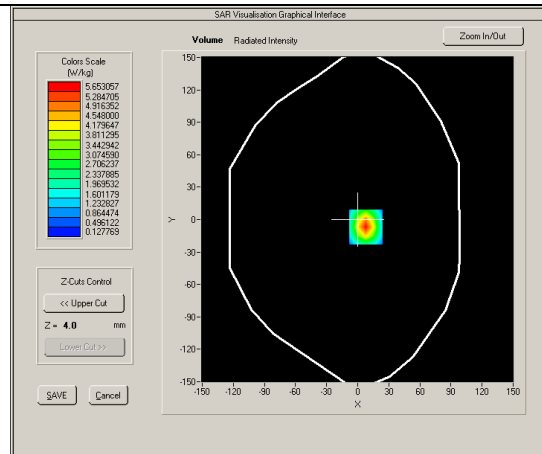 SAR Visualisation Graphical Interface
Volume Radiated Intensity
Zoom In/Out
Colors Scale
(W/kg)
5.653057
5.284705
4.916352
4.548000
4.179647
3.811295
3.442942
3.074590
2.706237
2.337885
1.969532
1.601179
1.232827
0.864474
0.496122
0.127769
Z-Cuts Control
<< Upper Cut
Z = 4.0 mm
Lower Cut >>
SAVE Cancel
150
120
90
60
30
0
-30
-60
-90
-120
-150
Y
-150 -120 -90 -60 -30 0 30 60 90 120 150
X